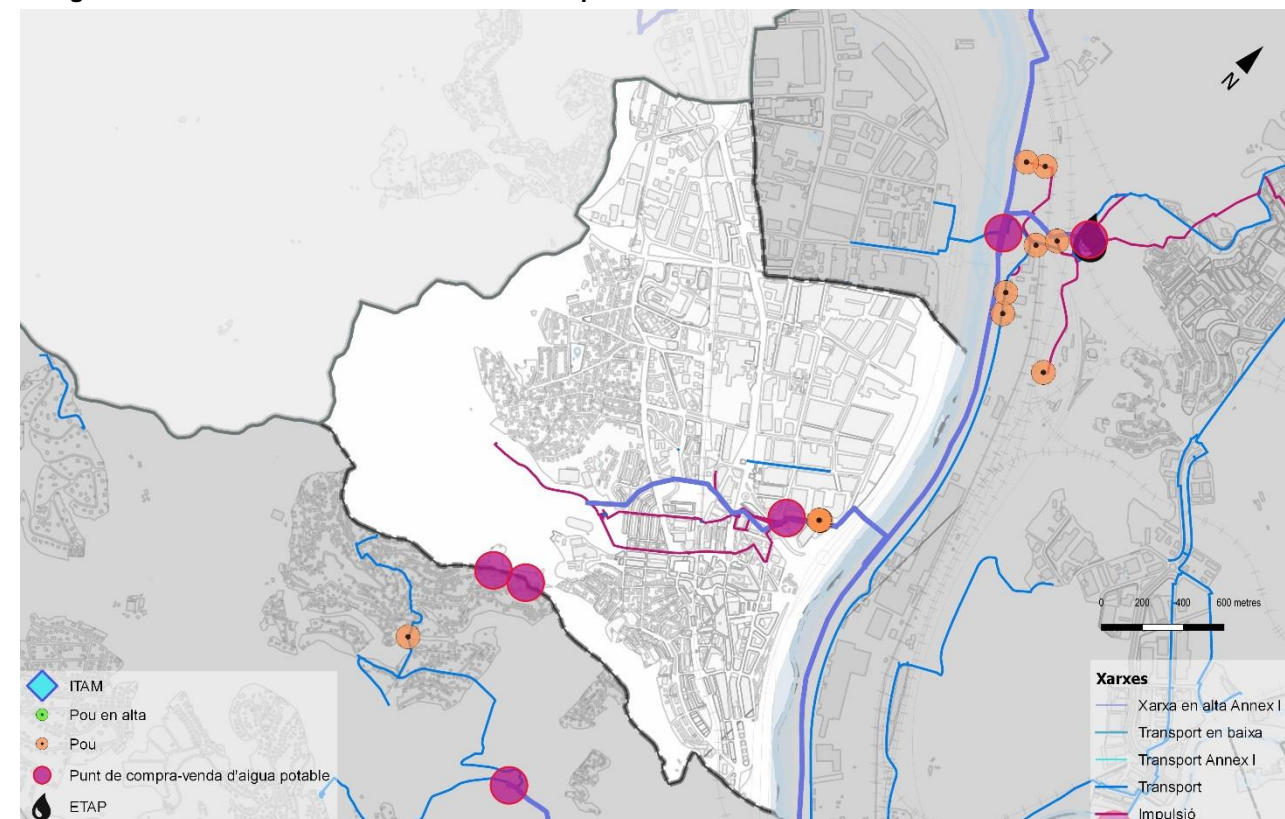 N
0 200 400 600 metres
ITAM
Pou en alta
Pou
Punt de compra-venda d'aigua potable
ETAP
Xarxes
Xarxa en alta Annex I
Transport en baixa
Transport Annex I
Transport
Impulsió